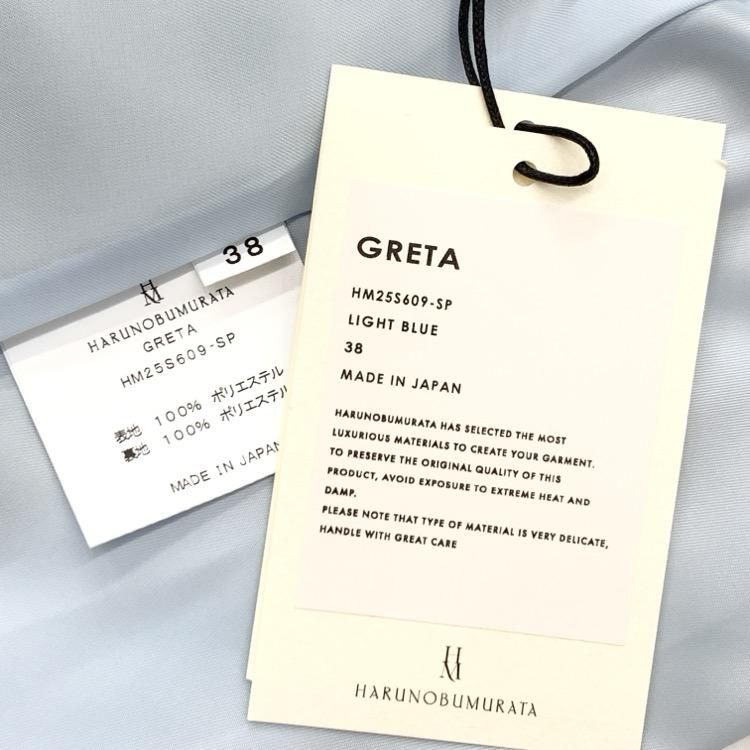 38
HM
HARUNOBUMURATA
GRETA
HM25S609-SP
表地 100% ポリエステル
裏地 100% ポリエステル
MADE IN JAPAN
GRETA
HM25S609-SP
LIGHT BLUE
38
MADE IN JAPAN
HARUNOBUMURATA HAS SELECTED THE MOST
LUXURIOUS MATERIALS TO CREATE YOUR GARMENT.
TO PRESERVE THE ORIGINAL QUALITY OF THIS
PRODUCT, AVOID EXPOSURE TO EXTREME HEAT AND
DAMP.
PLEASE NOTE THAT TYPE OF MATERIAL IS VERY DELICATE,
HANDLE WITH GREAT CARE
HM
HARUNOBUMURATA